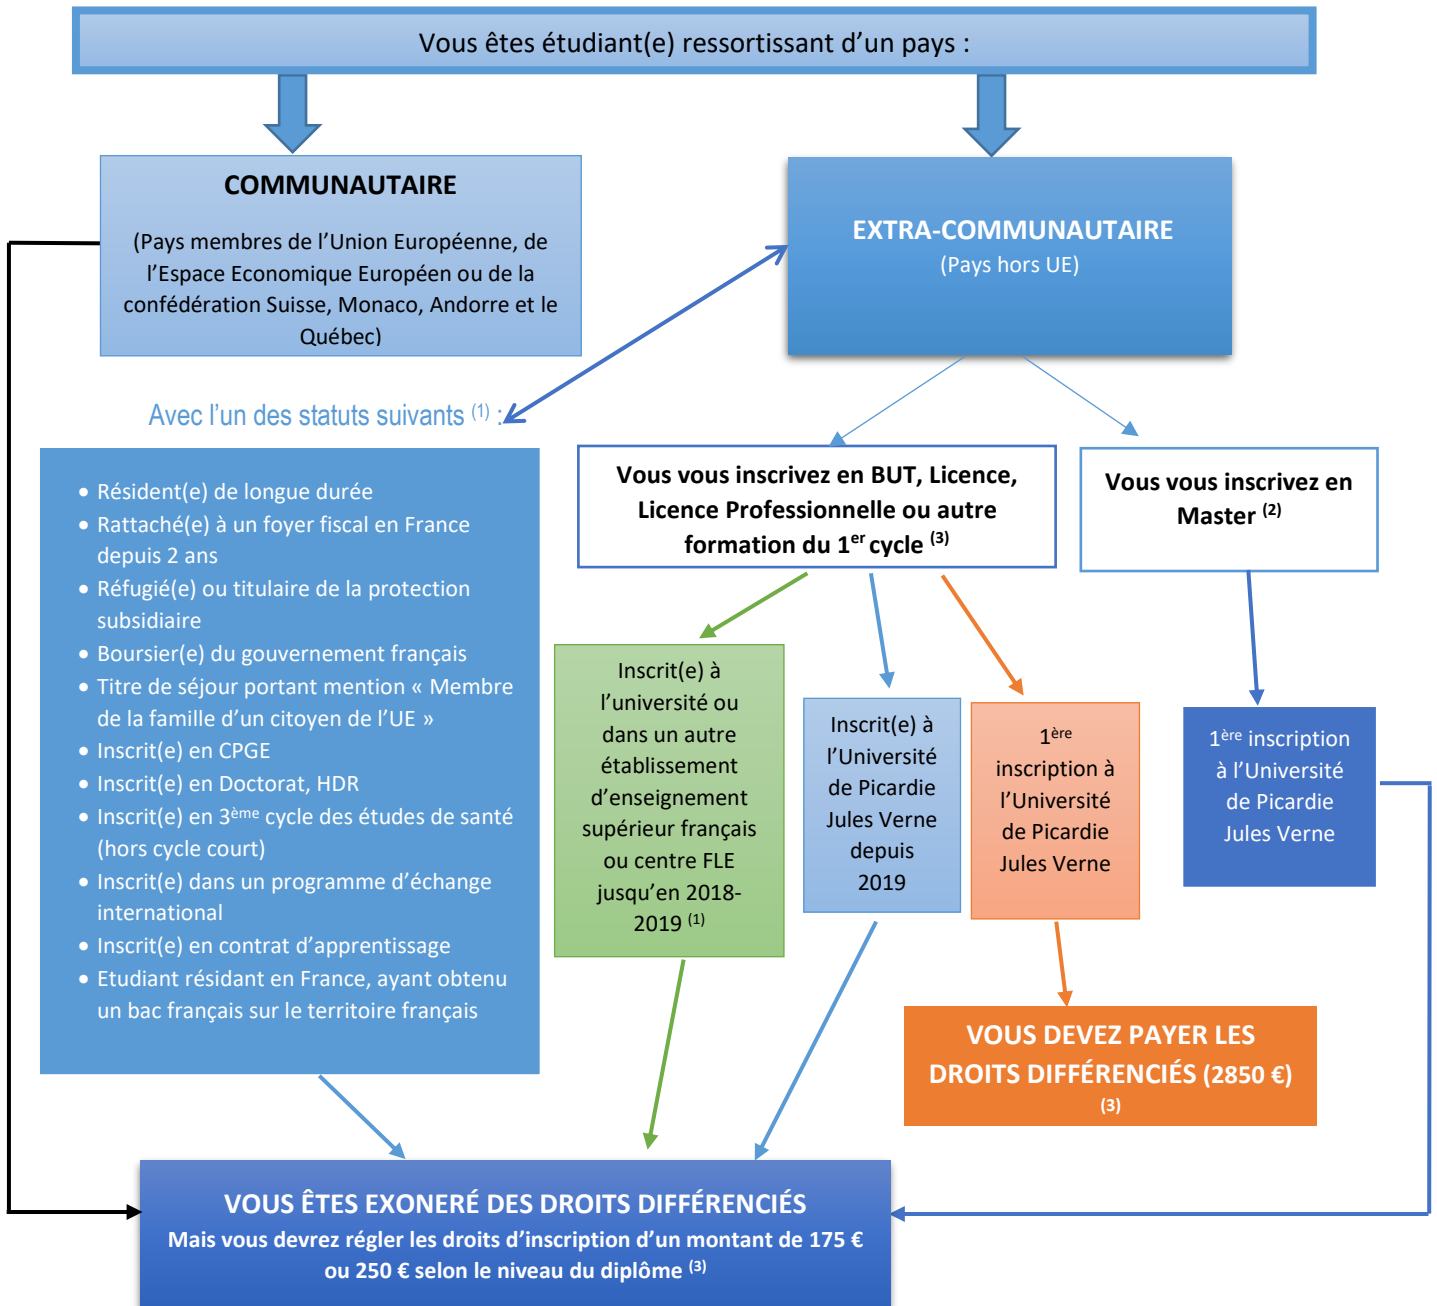 Vous êtes étudiant(e) ressortissant d’un pays :
COMMUNAUTAIRE
(Pays membres de l’Union Européenne, de
l’Espace Economique Européen ou de la
confédération Suisse, Monaco, Andorre et le
Québec)
EXTRA-COMMUNAUTAIRE
(Pays hors UE)
Avec l’un des statuts suivants (1) :
• Résident(e) de longue durée
• Rattaché(e) à un foyer fiscal en France
depuis 2 ans
• Réfugié(e) ou titulaire de la protection
subsidiaire
• Boursier(e) du gouvernement français
• Titre de séjour portant mention « Membre
de la famille d’un citoyen de l’UE »
• Inscrit(e) en CPGE
• Inscrit(e) en Doctorat, HDR
• Inscrit(e) en 3ème cycle des études de santé
(hors cycle court)
• Inscrit(e) dans un programme d’échange
international
• Inscrit(e) en contrat d’apprentissage
• Etudiant résidant en France, ayant obtenu
un bac français sur le territoire français
Vous vous inscrivez en BUT, Licence,
Licence Professionnelle ou autre
formation du 1er cycle (3)
Vous vous inscrivez en
Master (2)
Inscrit(e) à
l’université ou
dans un autre
établissement
d’enseignement
supérieur français
ou centre FLE
jusqu’en 2018-
2019 (1)
Inscrit(e) à
l’Université
de Picardie
Jules Verne
depuis
2019
1ère
inscription à
l’Université
de Picardie
Jules Verne
1ère inscription
à l’Université
de Picardie
Jules Verne
VOUS DEVEZ PAYER LES
DROITS DIFFÉRENCIÉS (2850 €)
(3)
VOUS ÊTES EXONERÉ DES DROITS DIFFÉRENCIÉS
Mais vous devrez régler les droits d’inscription d’un montant de 175 €
ou 250 € selon le niveau du diplôme (3)